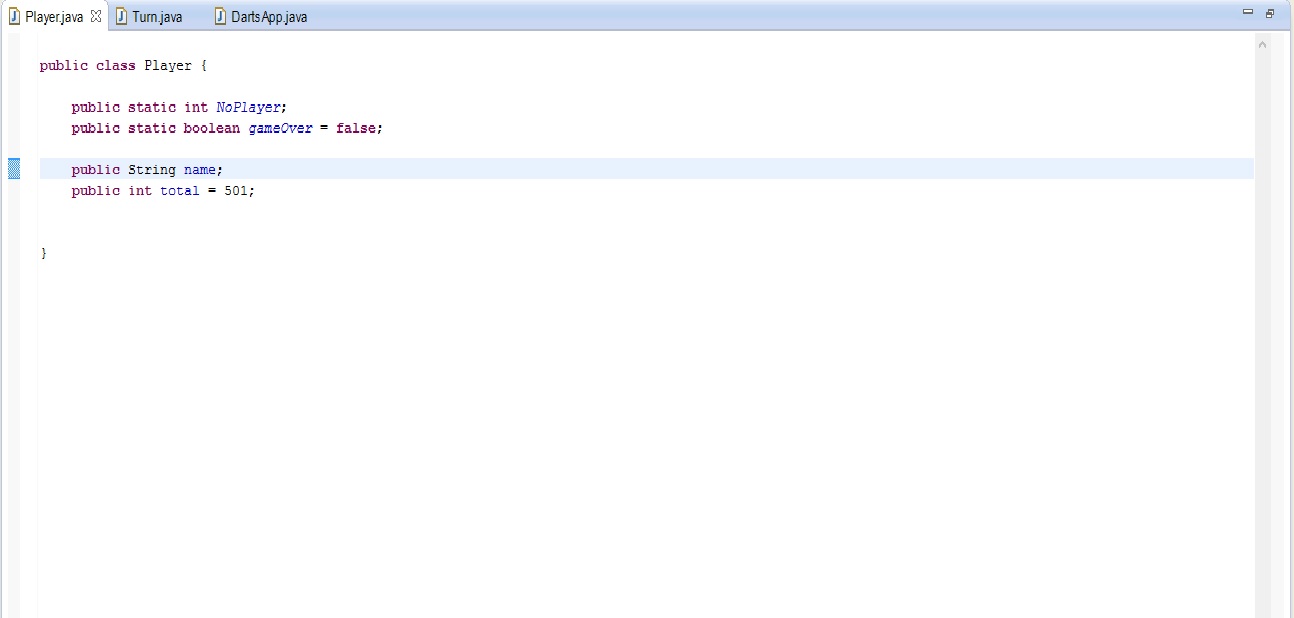 Player.java Turn.java DartsApp.java
public class Player {
public static int NoPlayer;
public static boolean gameOver = false;
public String name;
public int total = 501;
}